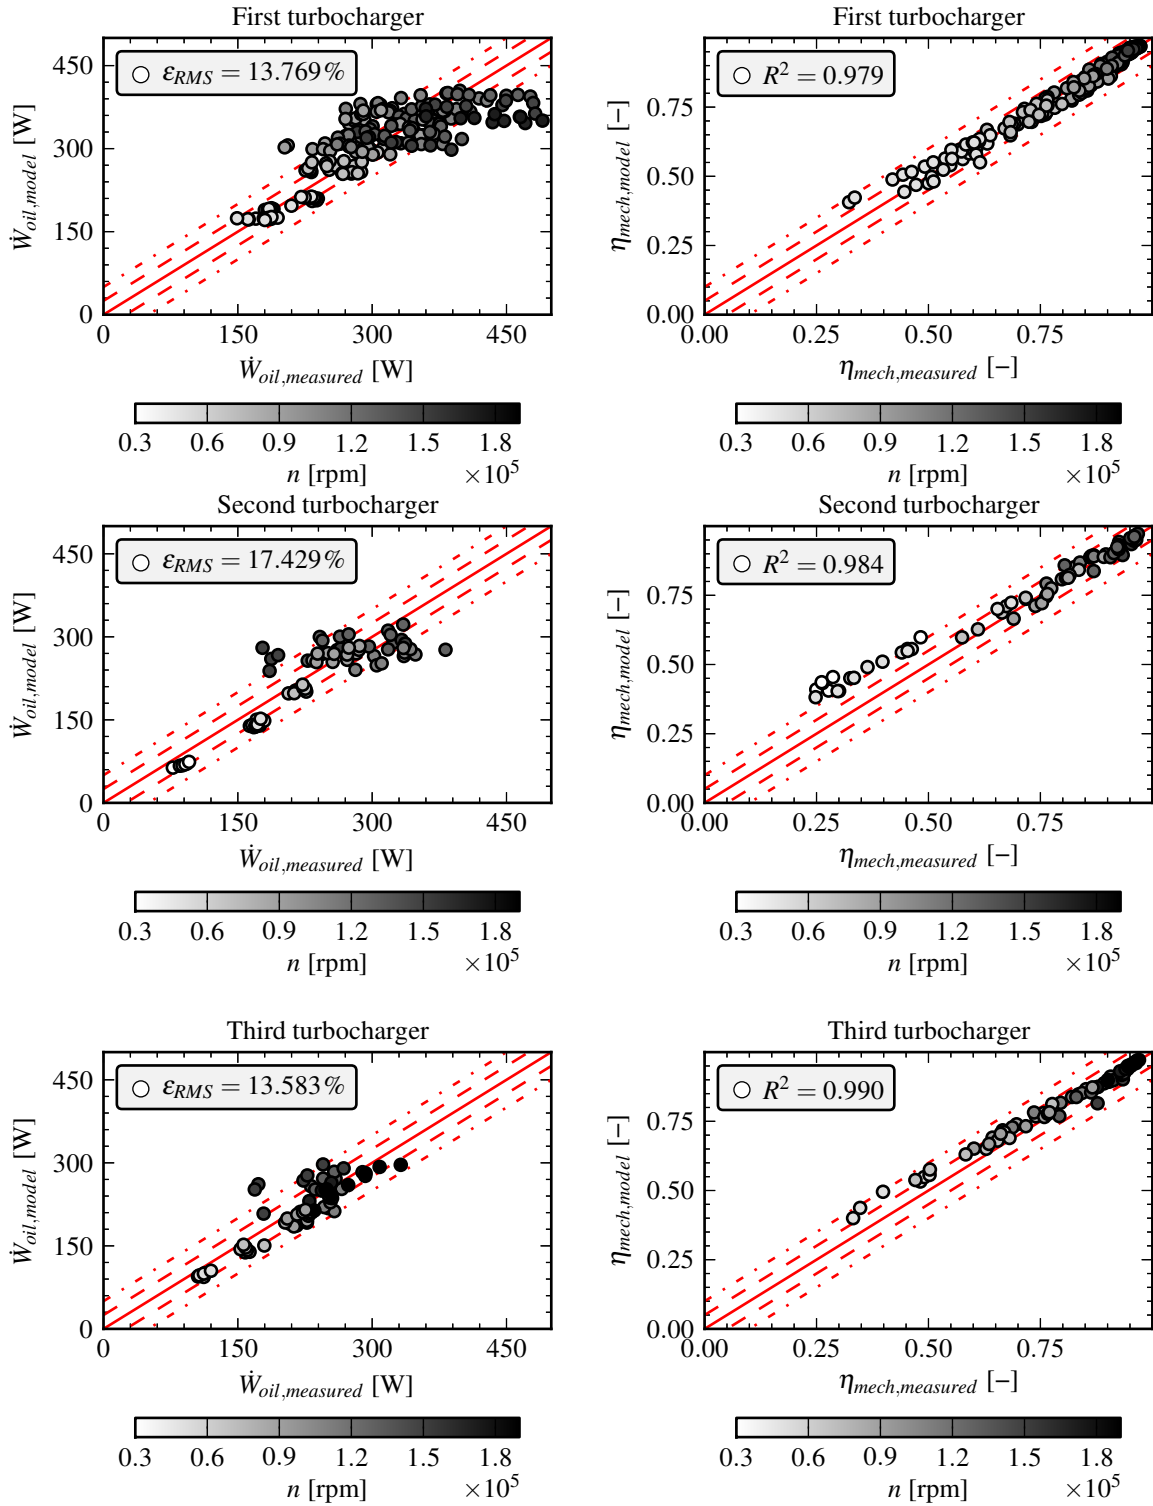 First turbocharger
ε_RMS = 13.769%
450
300
150
0
Ẇ_oil,model [W]
0 150 300 450
Ẇ_oil,measured [W]
0.3 0.6 0.9 1.2 1.5 1.8
n [rpm] ×10^5
First turbocharger
R² = 0.979
0.75
0.50
0.25
0.00
η_mech,model [−]
0.00 0.25 0.50 0.75
η_mech,measured [−]
0.3 0.6 0.9 1.2 1.5 1.8
n [rpm] ×10^5
Second turbocharger
ε_RMS = 17.429%
450
300
150
0
Ẇ_oil,model [W]
0 150 300 450
Ẇ_oil,measured [W]
0.3 0.6 0.9 1.2 1.5 1.8
n [rpm] ×10^5
Second turbocharger
R² = 0.984
0.75
0.50
0.25
0.00
η_mech,model [−]
0.00 0.25 0.50 0.75
η_mech,measured [−]
0.3 0.6 0.9 1.2 1.5 1.8
n [rpm] ×10^5
Third turbocharger
ε_RMS = 13.583%
450
300
150
0
Ẇ_oil,model [W]
0 150 300 450
Ẇ_oil,measured [W]
0.3 0.6 0.9 1.2 1.5 1.8
n [rpm] ×10^5
Third turbocharger
R² = 0.990
0.75
0.50
0.25
0.00
η_mech,model [−]
0.00 0.25 0.50 0.75
η_mech,measured [−]
0.3 0.6 0.9 1.2 1.5 1.8
n [rpm] ×10^5